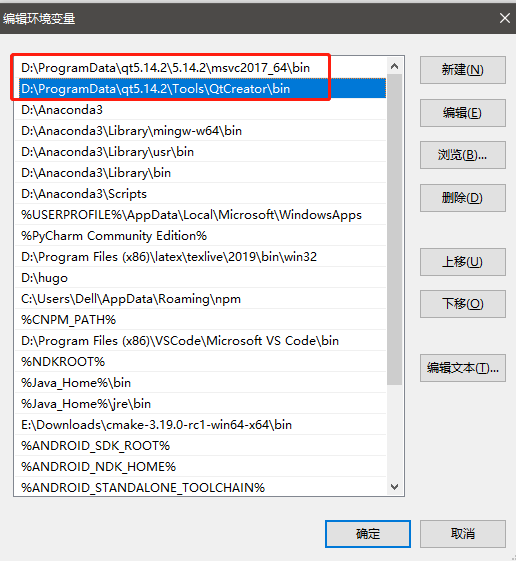 编辑环境变量
D:\ProgramData\qt5.14.2\5.14.2\msvc2017_64\bin
D:\ProgramData\qt5.14.2\Tools\QtCreator\bin
D:\Anaconda3
D:\Anaconda3\Library\mingw-w64\bin
D:\Anaconda3\Library\usr\bin
D:\Anaconda3\Library\bin
D:\Anaconda3\Scripts
%USERPROFILE%\AppData\Local\Microsoft\WindowsApps
%PyCharm Community Edition%
D:\Program Files (x86)\latex\texlive\2019\bin\win32
D:\hugo
C:\Users\Dell\AppData\Roaming\npm
%CNPM_PATH%
D:\Program Files (x86)\VSCode\Microsoft VS Code\bin
%NDKROOT%
%Java_Home%\bin
%Java_Home%\jre\bin
E:\Downloads\cmake-3.19.0-rc1-win64-x64\bin
%ANDROID_SDK_ROOT%
%ANDROID_NDK_HOME%
%ANDROID_STANDALONE_TOOLCHAIN%
新建(N)
编辑(E)
浏览(B)...
删除(D)
上移(U)
下移(O)
编辑文本(T)...
确定
取消